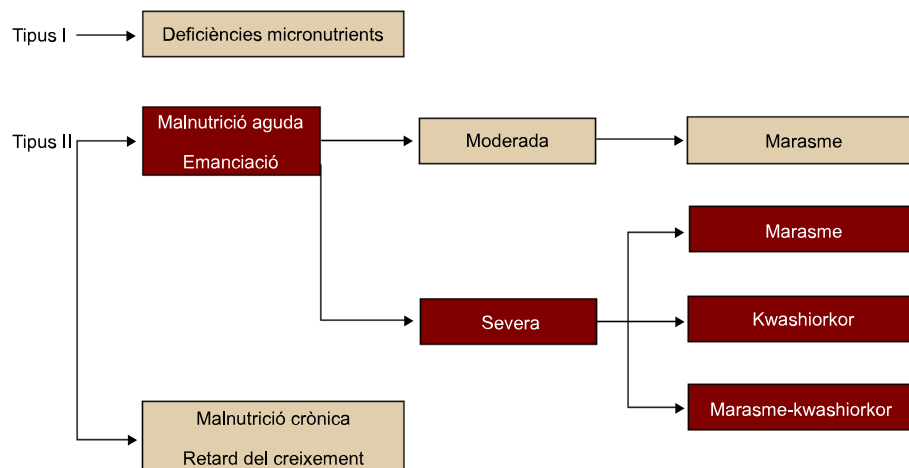 Tipus I
Deficiències micronutrients
Tipus II
Malnutrició aguda
Emanciació
Moderada
Marasme
Severa
Marasme
Kwashiorkor
Marasme-kwashiorkor
Malnutrició crònica
Retard del creixement